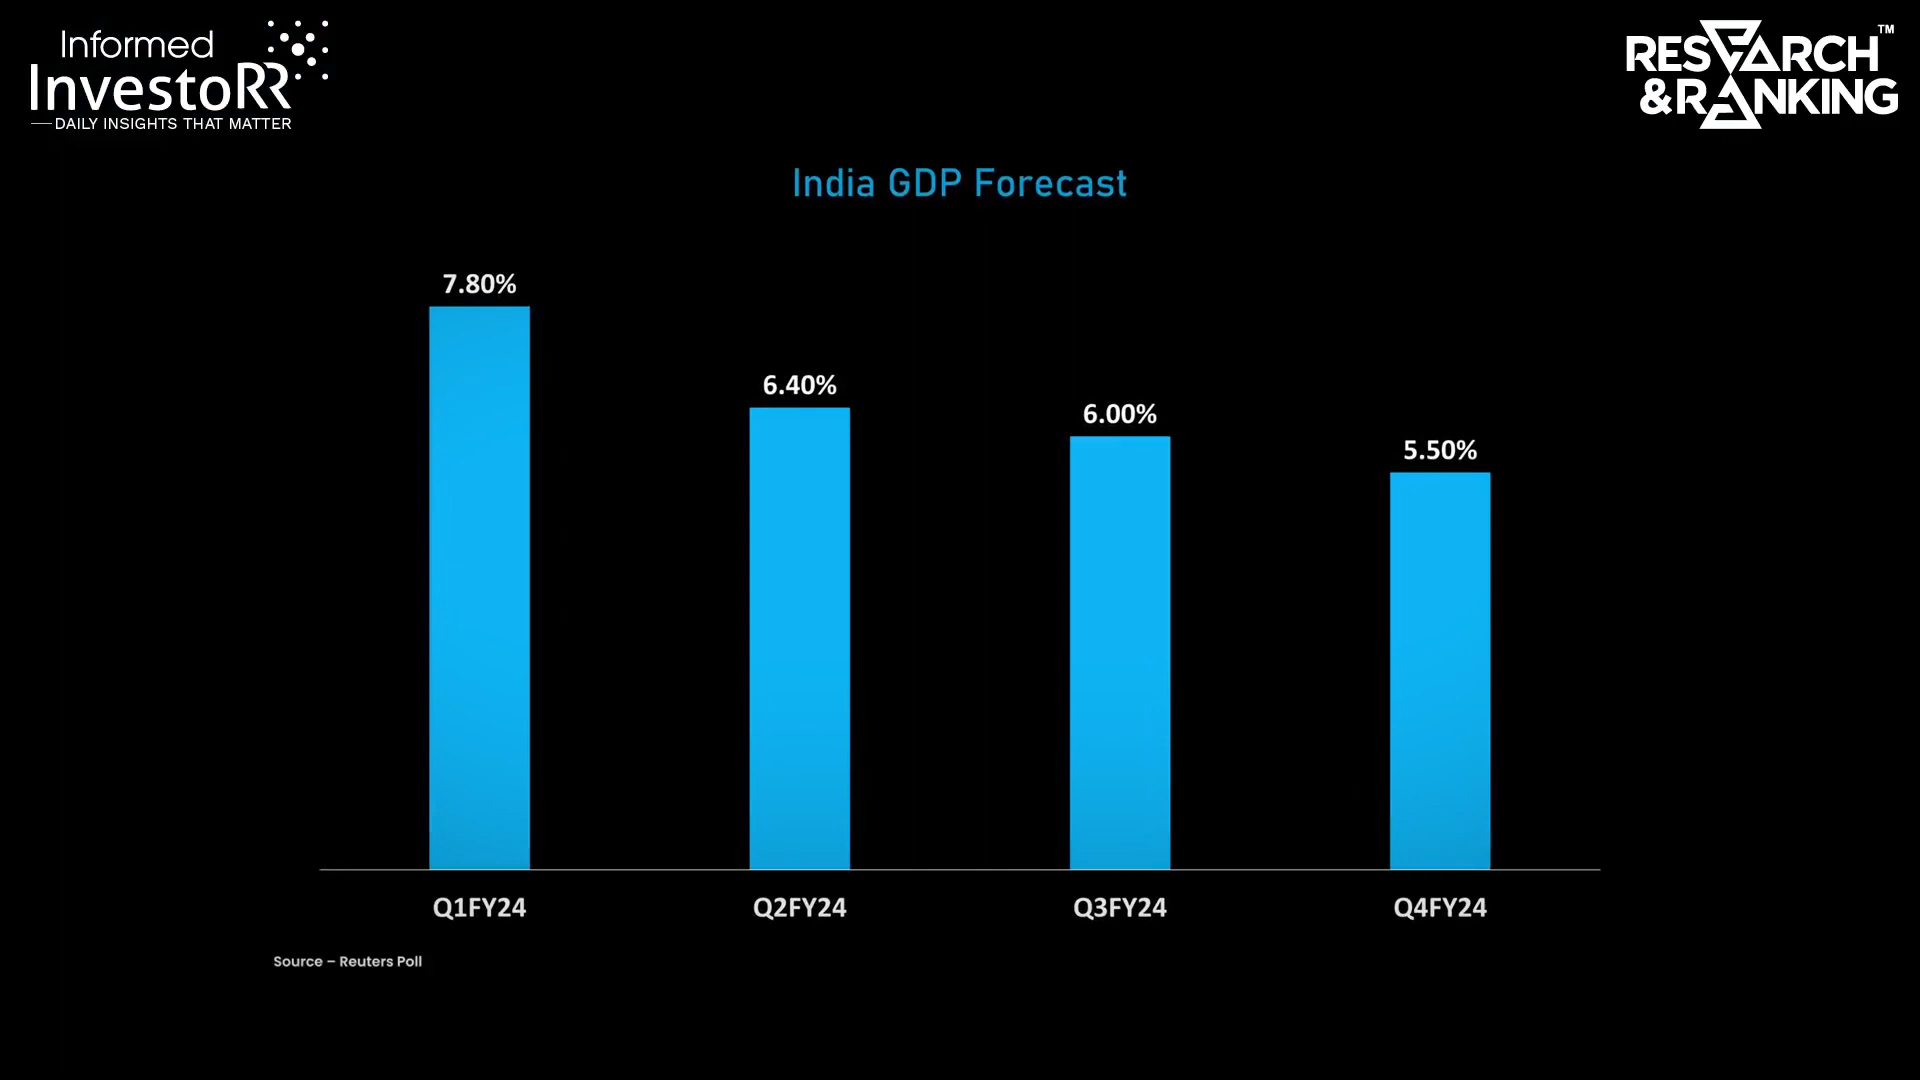 Informed
InvestoRR
DAILY INSIGHTS THAT MATTER
RESEARCH™
&RANKING
India GDP Forecast
7.80%
6.40%
6.00%
5.50%
Q1FY24
Q2FY24
Q3FY24
Q4FY24
Source – Reuters Poll